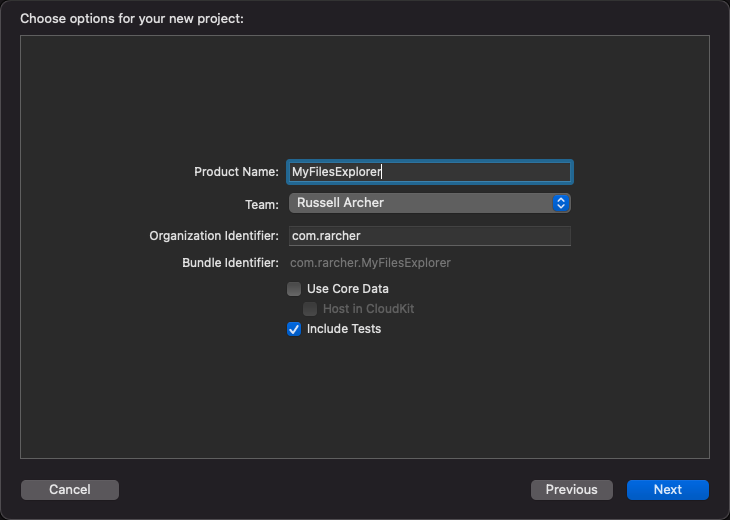 Choose options for your new project:
Product Name: MyFilesExplorer
Team: Russell Archer
Organization Identifier: com.rarcher
Bundle Identifier: com.rarcher.MyFilesExplorer
Use Core Data
Host in CloudKit
Include Tests
Cancel Previous Next